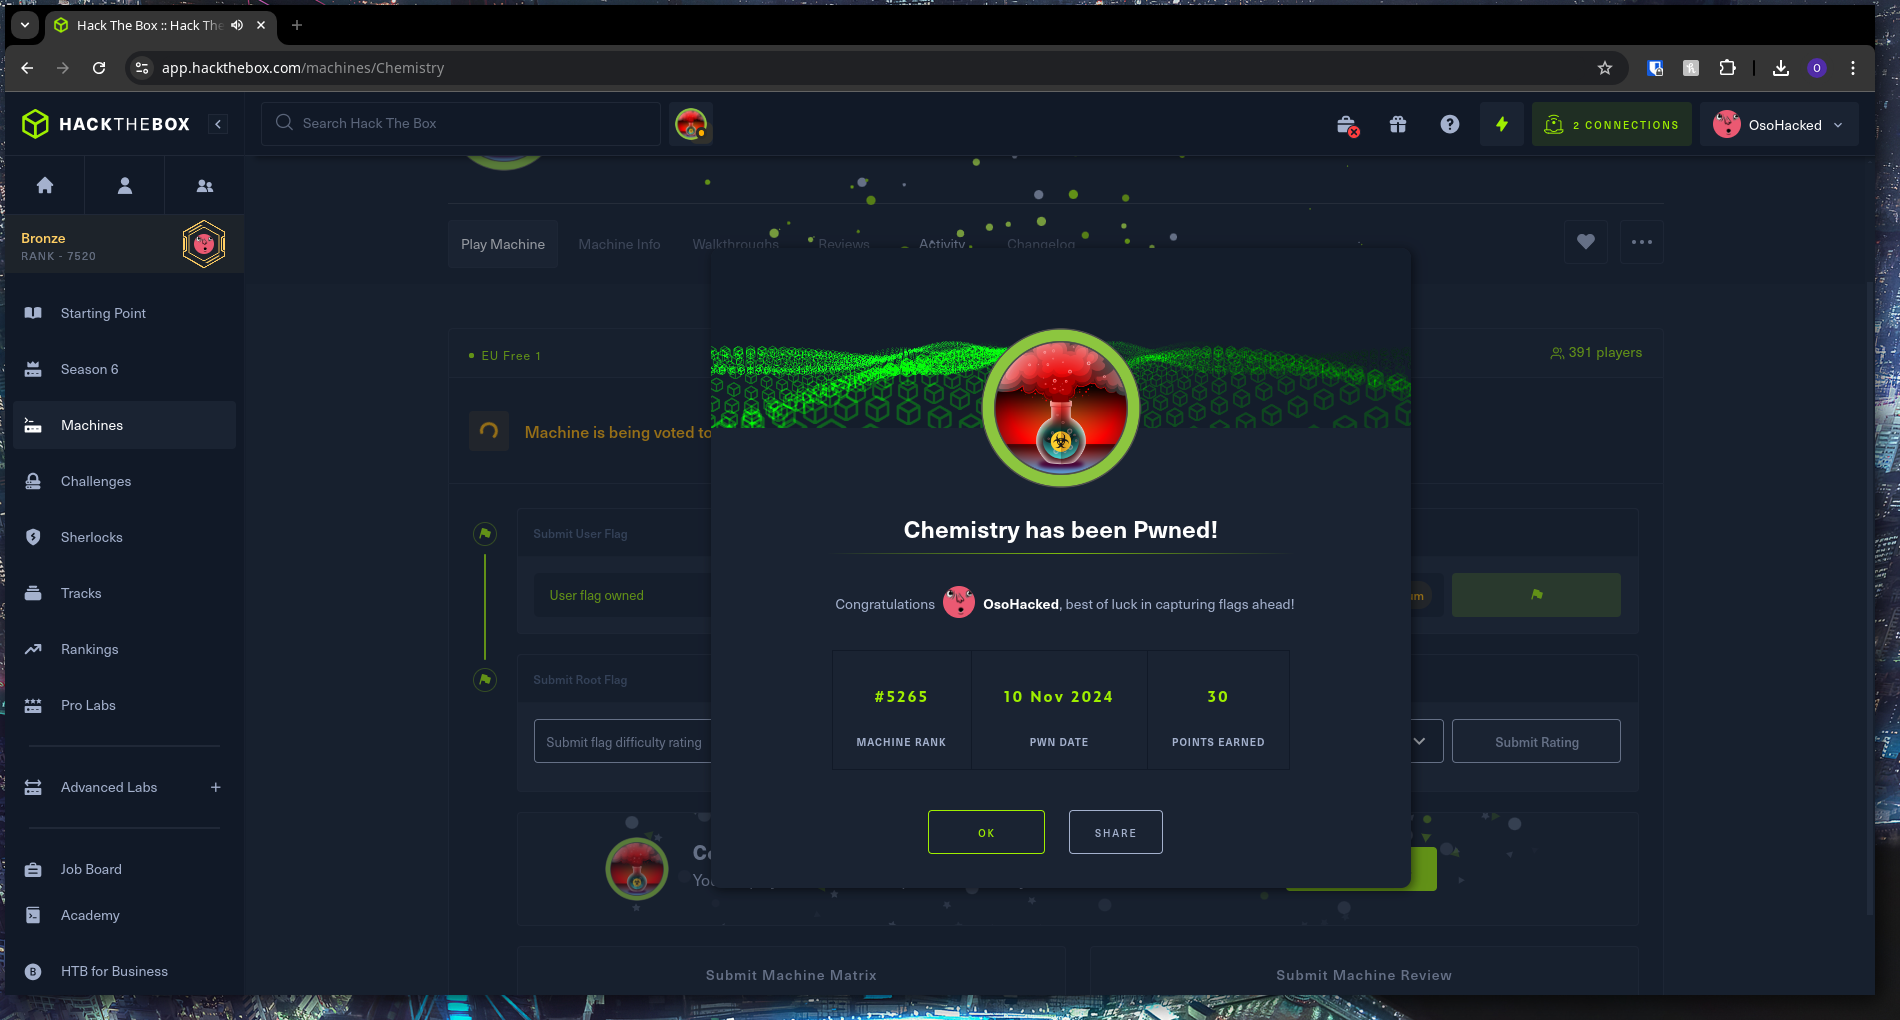 Hack The Box :: Hack The
app.hackthebox.com/machines/Chemistry
HACKTHEBOX
Search Hack The Box
2 CONNECTIONS
OsoHacked
Bronze
RANK - 7520
Starting Point
Season 6
Machines
Challenges
Sherlocks
Tracks
Rankings
Pro Labs
Advanced Labs
Job Board
Academy
HTB for Business
Play Machine
Machine Info
Walkthroughs
Reviews
Activity
Changelog
EU Free 1
391 players
Machine is being voted to
Submit User Flag
User flag owned
Submit Root Flag
Submit flag difficulty rating
Submit Rating
Chemistry has been Pwned!
Congratulations OsoHacked, best of luck in capturing flags ahead!
#5265
MACHINE RANK
10 Nov 2024
PWN DATE
30
POINTS EARNED
OK
SHARE
Submit Machine Matrix
Submit Machine Review